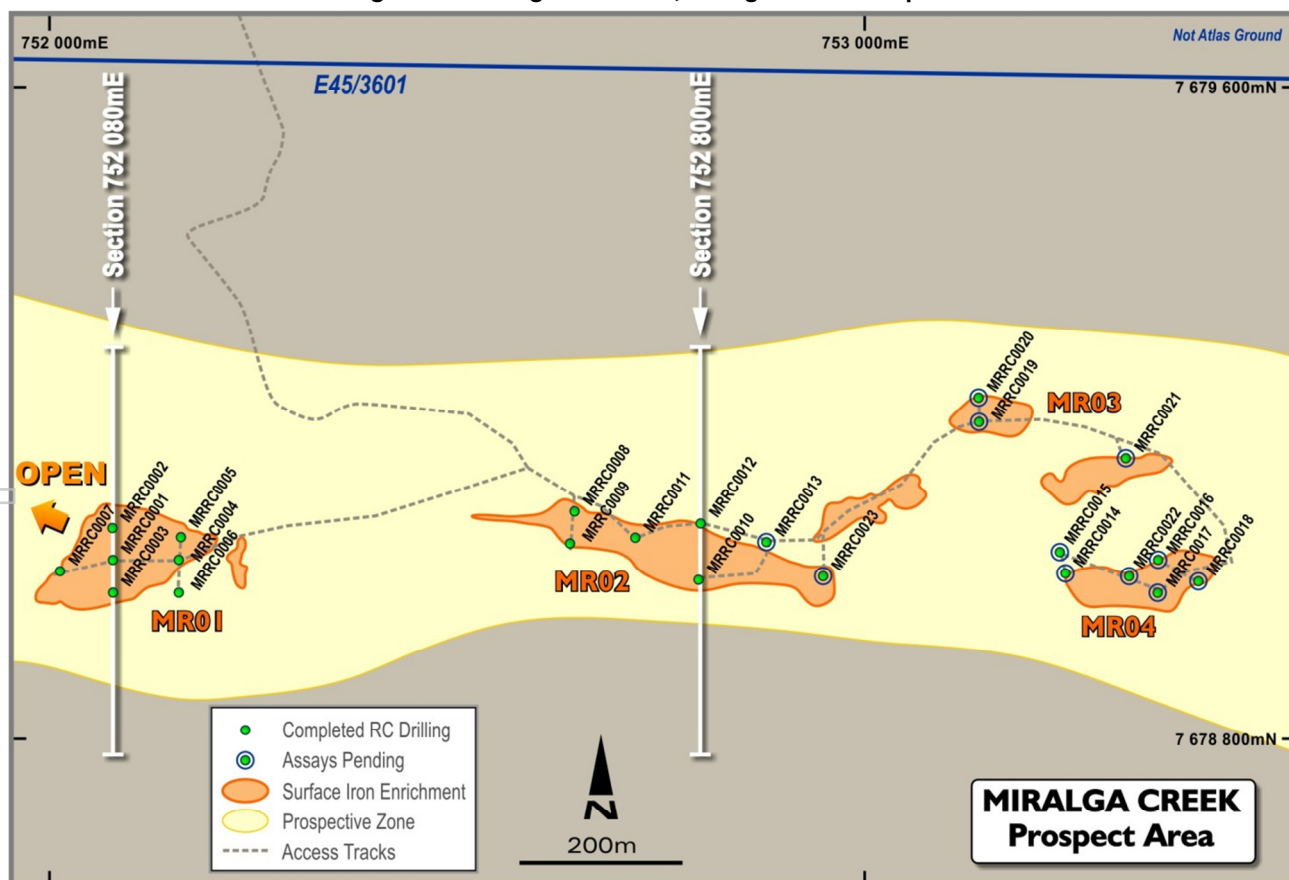 752 000mE
753 000mE
Not Atlas Ground
E45/3601
7 679 600mN
Section 752 080mE
Section 752 800mE
MRRC0020
MRRC0019
MR03
MRRC0021
OPEN
MRRC0002
MRRC0001
MRRC0005
MRRC0004
MRRC0007
MRRC0003
MRRC0006
MR01
MRRC0008
MRRC0009
MRRC0011
MRRC0012
MRRC0010
MRRC0013
MRRC0023
MR02
MRRC0015
MRRC0014
MRRC0022
MRRC0016
MRRC0017
MRRC0018
MR04
Completed RC Drilling
Assays Pending
Surface Iron Enrichment
Prospective Zone
Access Tracks
N
200m
7 678 800mN
MIRALGA CREEK
Prospect Area